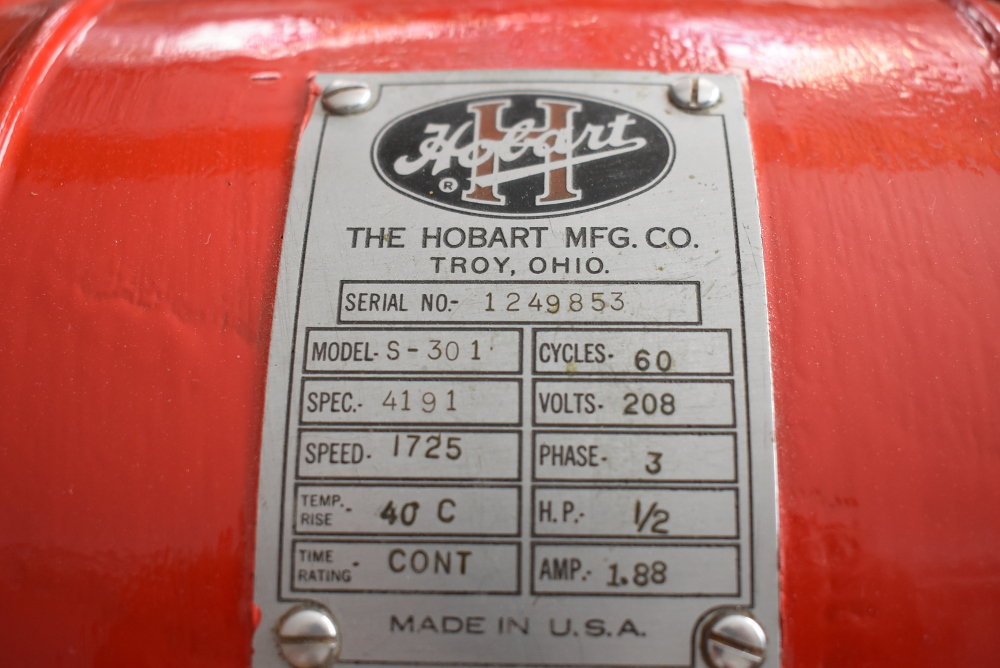 Hobart
H
®
THE HOBART MFG. CO.
TROY, OHIO.
SERIAL NO.- 1249853
MODEL- S-301
CYCLES- 60
SPEC.- 4191
VOLTS- 208
SPEED- 1725
PHASE- 3
TEMP. RISE - 40 C
H.P.- 1/2
TIME RATING - CONT
AMP.- 1.88
MADE IN U.S.A.